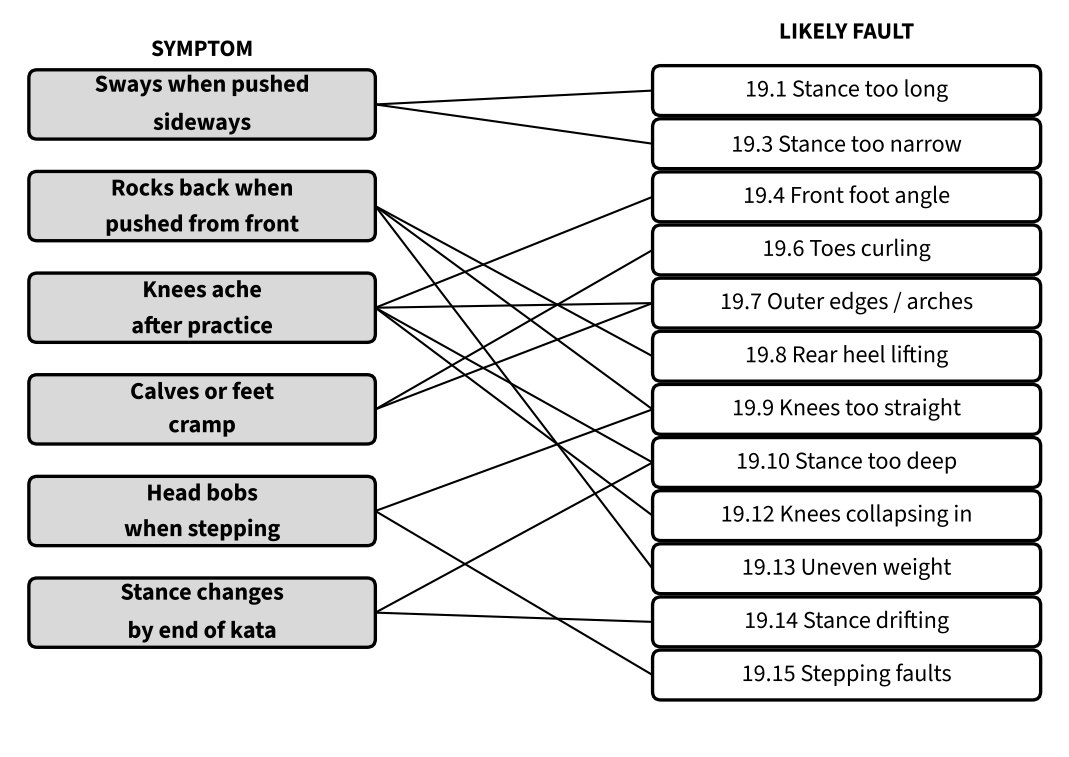 SYMPTOM
Sways when pushed
sideways
Rocks back when
pushed from front
Knees ache
after practice
Calves or feet
cramp
Head bobs
when stepping
Stance changes
by end of kata
LIKELY FAULT
19.1 Stance too long
19.3 Stance too narrow
19.4 Front foot angle
19.6 Toes curling
19.7 Outer edges / arches
19.8 Rear heel lifting
19.9 Knees too straight
19.10 Stance too deep
19.12 Knees collapsing in
19.13 Uneven weight
19.14 Stance drifting
19.15 Stepping faults